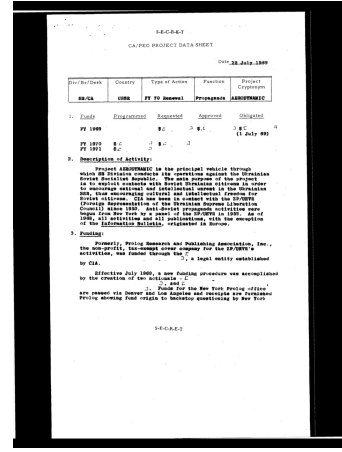 S-E-C-R-E-T
CA/PEG PROJECT DATA SHEET
Date 22 July 1969
Div/Br/Desk Country Type of Action Function Project Cryptonym
SB/CA USSR FY 70 Renewal Propaganda AERODYNAMIC
1. Funds Programmed Requested Approved Obligated
FY 1969 $ $ $
(1 July 69)
FY 1970 $ $
FY 1971 $
2. Description of Activity:
Project AERODYNAMIC is the principal vehicle through
which SB Division conducts its operations against the Ukrainian
Soviet Socialist Republic. The main purpose of the project
is to exploit contacts with Soviet Ukrainian citizens in order
to encourage national and intellectual unrest in the Ukrainian
SSR, thus encouraging cultural and intellectual freedom for
Soviet citizens. CIA has been in contact with the ZP/UHVR
(Foreign Representation of the Ukrainian Supreme Liberation
Council) since 1950. Anti-Soviet propaganda activities were
begun from New York by a panel of the ZP/UHVR in 1955. As of
1968, all activities and all publications, with the exception
of the Information Bulletin, originated in Europe.
3. Funding:
Formerly, Prolog Research and Publishing Association, Inc.,
the non-profit, tax-exempt cover company for the ZP/UHVR's
activities, was funded through the
, a legal entity established
by CIA.
Effective July 1968, a new funding procedure was accomplished
by the creation of two notionals -
, and
. Funds for the New York Prolog office
are passed via Denver and Los Angeles and receipts are furnished
Prolog showing fund origin to backstop questioning by New York
S-E-C-R-E-T